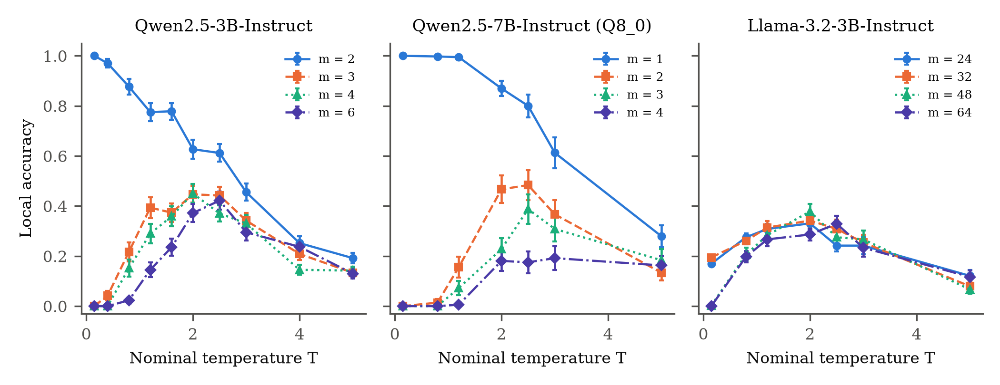 Qwen2.5-3B-Instruct
Qwen2.5-7B-Instruct (Q8_0)
Llama-3.2-3B-Instruct
Local accuracy
1.0
0.8
0.6
0.4
0.2
0.0
m = 2
m = 3
m = 4
m = 6
0
2
4
Nominal temperature T
m = 1
m = 2
m = 3
m = 4
0
2
4
Nominal temperature T
m = 24
m = 32
m = 48
m = 64
0
2
4
Nominal temperature T